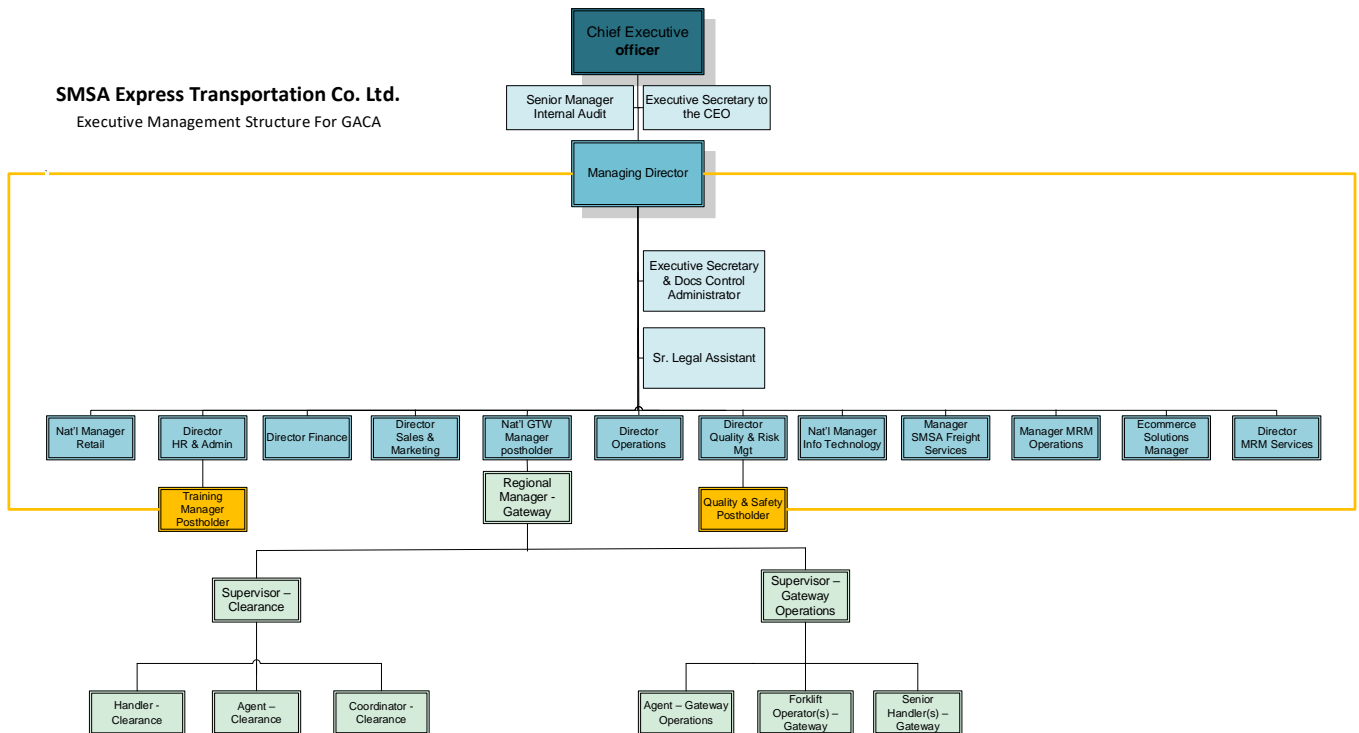 Chief Executive
officer
SMSA Express Transportation Co. Ltd.
Executive Management Structure For GACA
Senior Manager
Internal Audit
Executive Secretary to
the CEO
Managing Director
Executive Secretary
& Docs Control
Administrator
Sr. Legal Assistant
Nat'l Manager
Retail
Director
HR & Admin
Director Finance
Director
Sales &
Marketing
Nat'l GTW
Manager
postholder
Director
Operations
Director
Quality & Risk
Mgt
Nat'l Manager
Info Technology
Manager
SMSA Freight
Services
Manager MRM
Operations
Ecommerce
Solutions
Manager
Director
MRM Services
Training
Manager
Postholder
Regional
Manager -
Gateway
Quality & Safety
Postholder
Supervisor –
Clearance
Supervisor –
Gateway
Operations
Handler -
Clearance
Agent –
Clearance
Coordinator -
Clearance
Agent – Gateway
Operations
Forklift
Operator(s) –
Gateway
Senior
Handler(s) –
Gateway